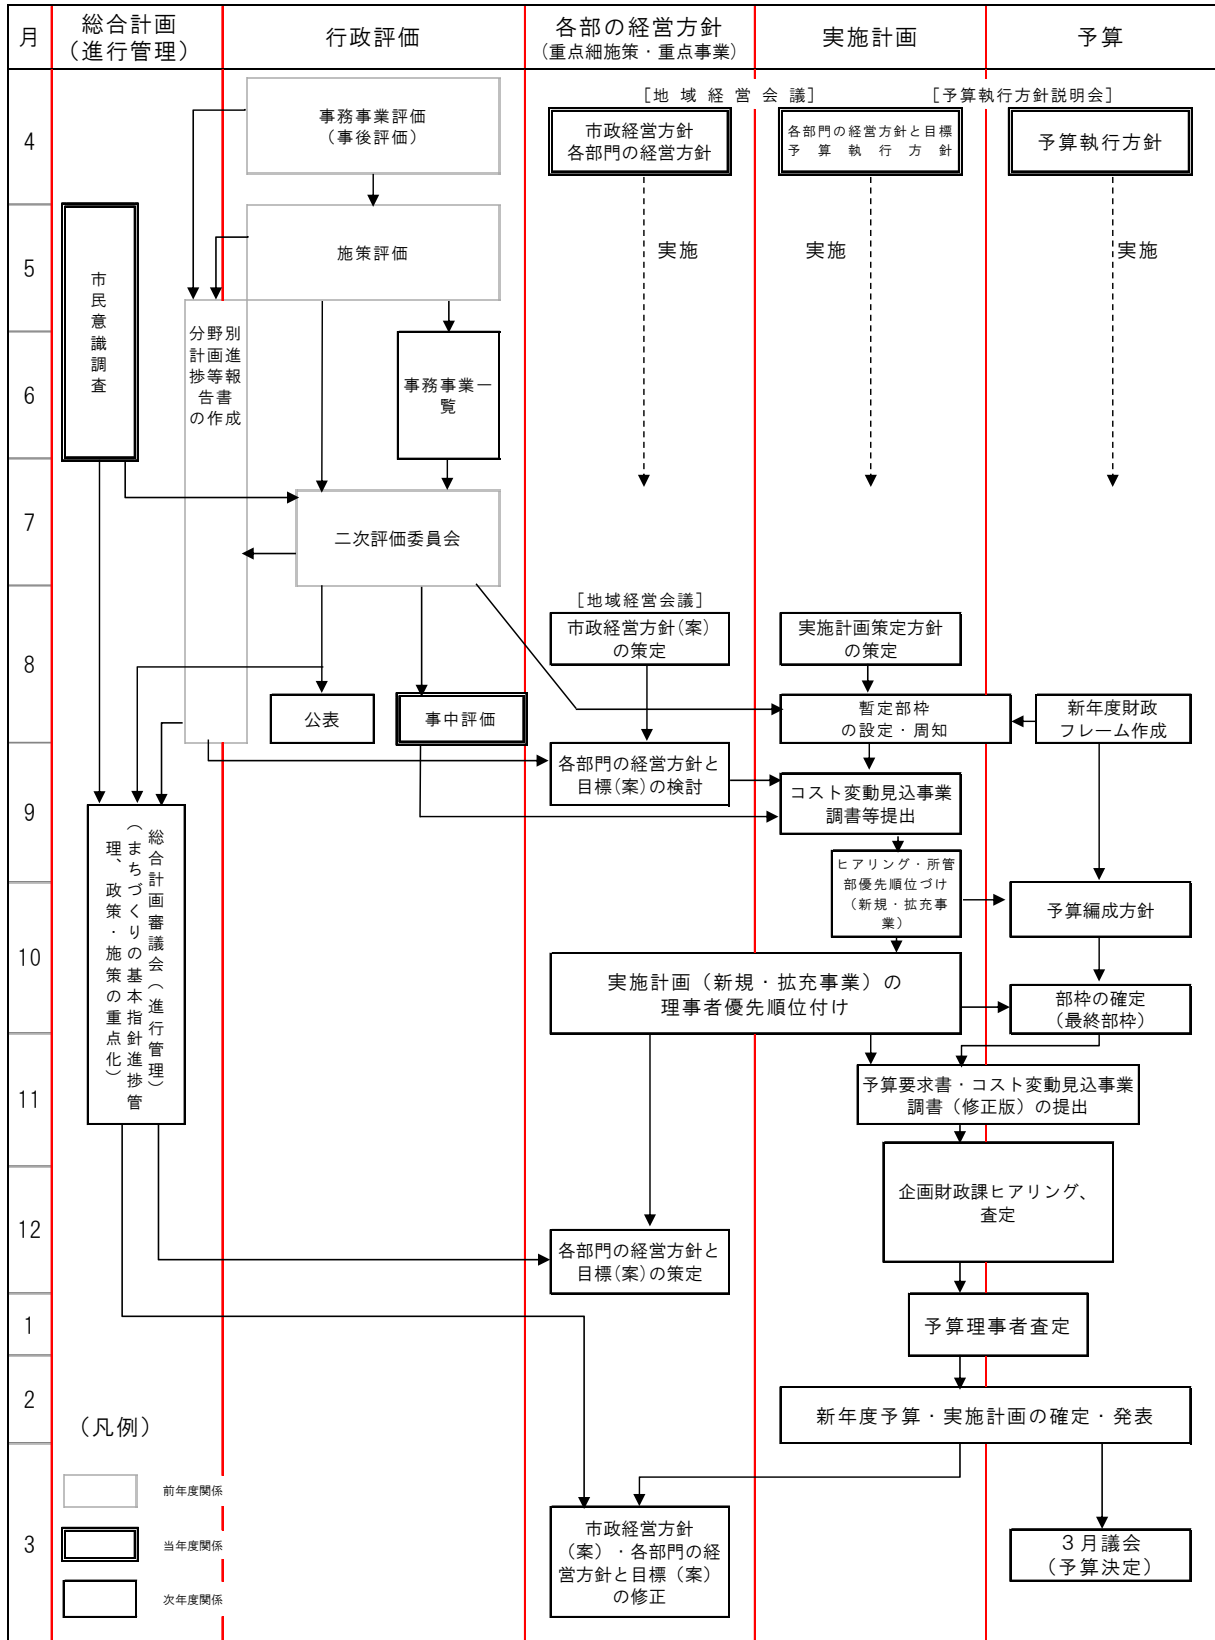 月
総合計画
（進行管理）
行政評価
各部の経営方針
(重点細施策・重点事業)
実施計画
予算
4
事務事業評価
（事後評価）
［地 域 経 営 会 議］
［予算執行方針説明会］
市政経営方針
各部門の経営方針
各部門の経営方針と目標
予 算 執 行 方 針
予算執行方針
5
市民意識調査
施策評価
実施
実施
実施
6
分野別
計画進
捗等報
告書
の作成
事務事業一
覧
7
二次評価委員会
8
［地域経営会議］
市政経営方針(案)
の策定
実施計画策定方針
の策定
公表
事中評価
暫定部枠
の設定・周知
新年度財政
フレーム作成
9
各部門の経営方針と
目標(案)の検討
コスト変動見込事業
調書等提出
総合計画審議会（進行管理）
（まちづくりの基本指針進捗管
理、政策・施策の重点化）
ヒアリング・所管
部優先順位づけ
（新規・拡充事
業）
予算編成方針
10
実施計画（新規・拡充事業）の
理事者優先順位付け
部枠の確定
（最終部枠）
11
予算要求書・コスト変動見込事業
調書（修正版）の提出
12
企画財政課ヒアリング、
査定
各部門の経営方針と
目標(案)の策定
1
予算理事者査定
2
新年度予算・実施計画の確定・発表
（凡例）
前年度関係
3
当年度関係
次年度関係
市政経営方針
（案）・各部門の経
営方針と目標（案）
の修正
３月議会
（予算決定）